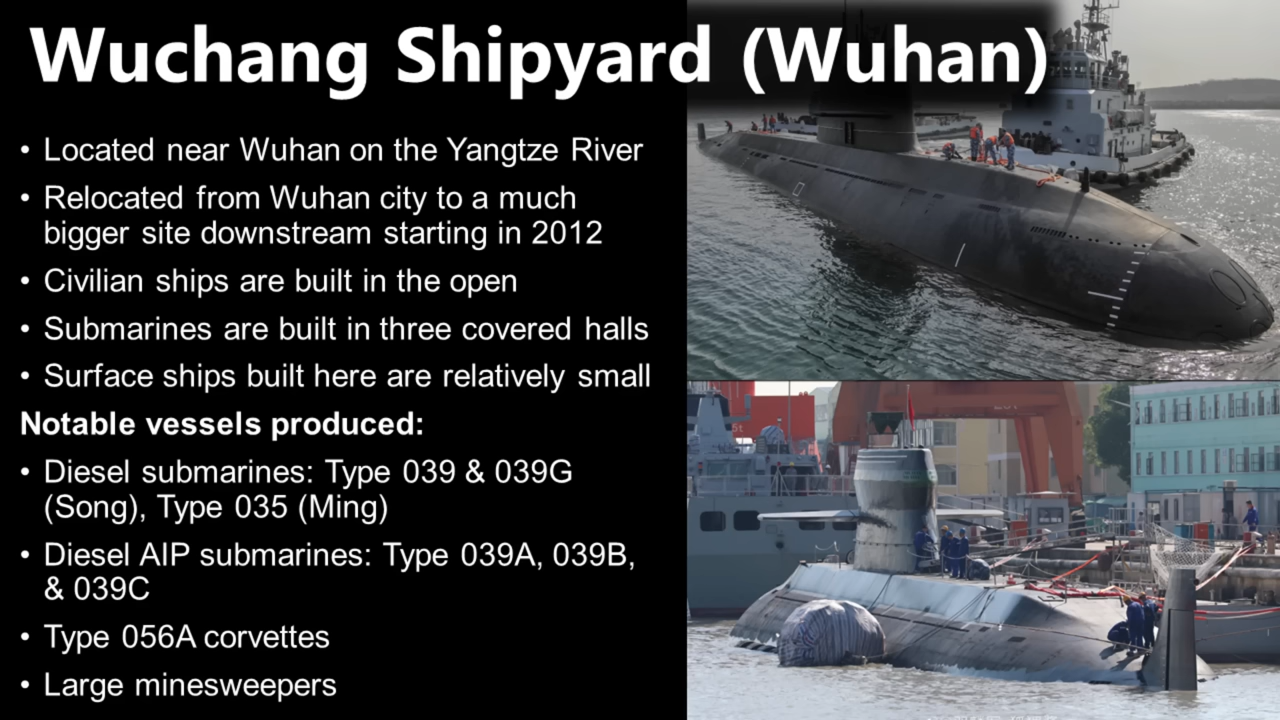 Wuchang Shipyard (Wuhan)
• Located near Wuhan on the Yangtze River
• Relocated from Wuhan city to a much
bigger site downstream starting in 2012
• Civilian ships are built in the open
• Submarines are built in three covered halls
• Surface ships built here are relatively small
Notable vessels produced:
• Diesel submarines: Type 039 & 039G
(Song), Type 035 (Ming)
• Diesel AIP submarines: Type 039A, 039B,
& 039C
• Type 056A corvettes
• Large minesweepers